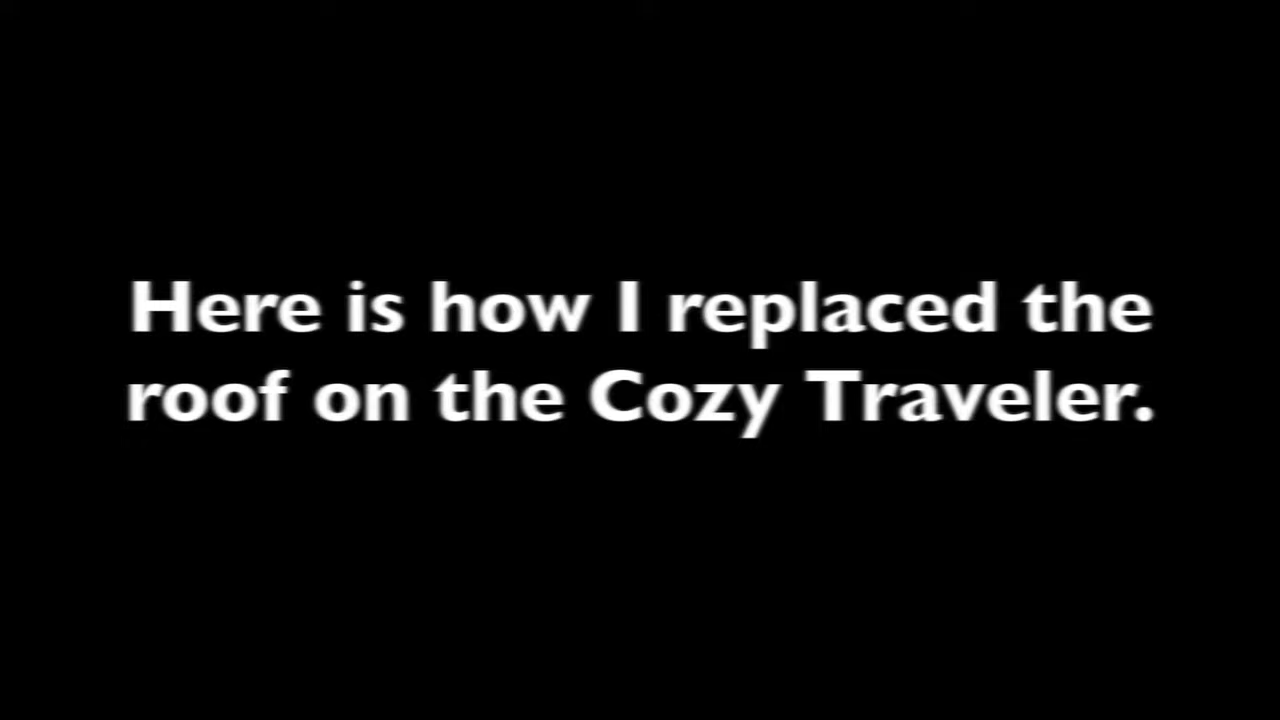 Here is how I replaced the
roof on the Cozy Traveler.